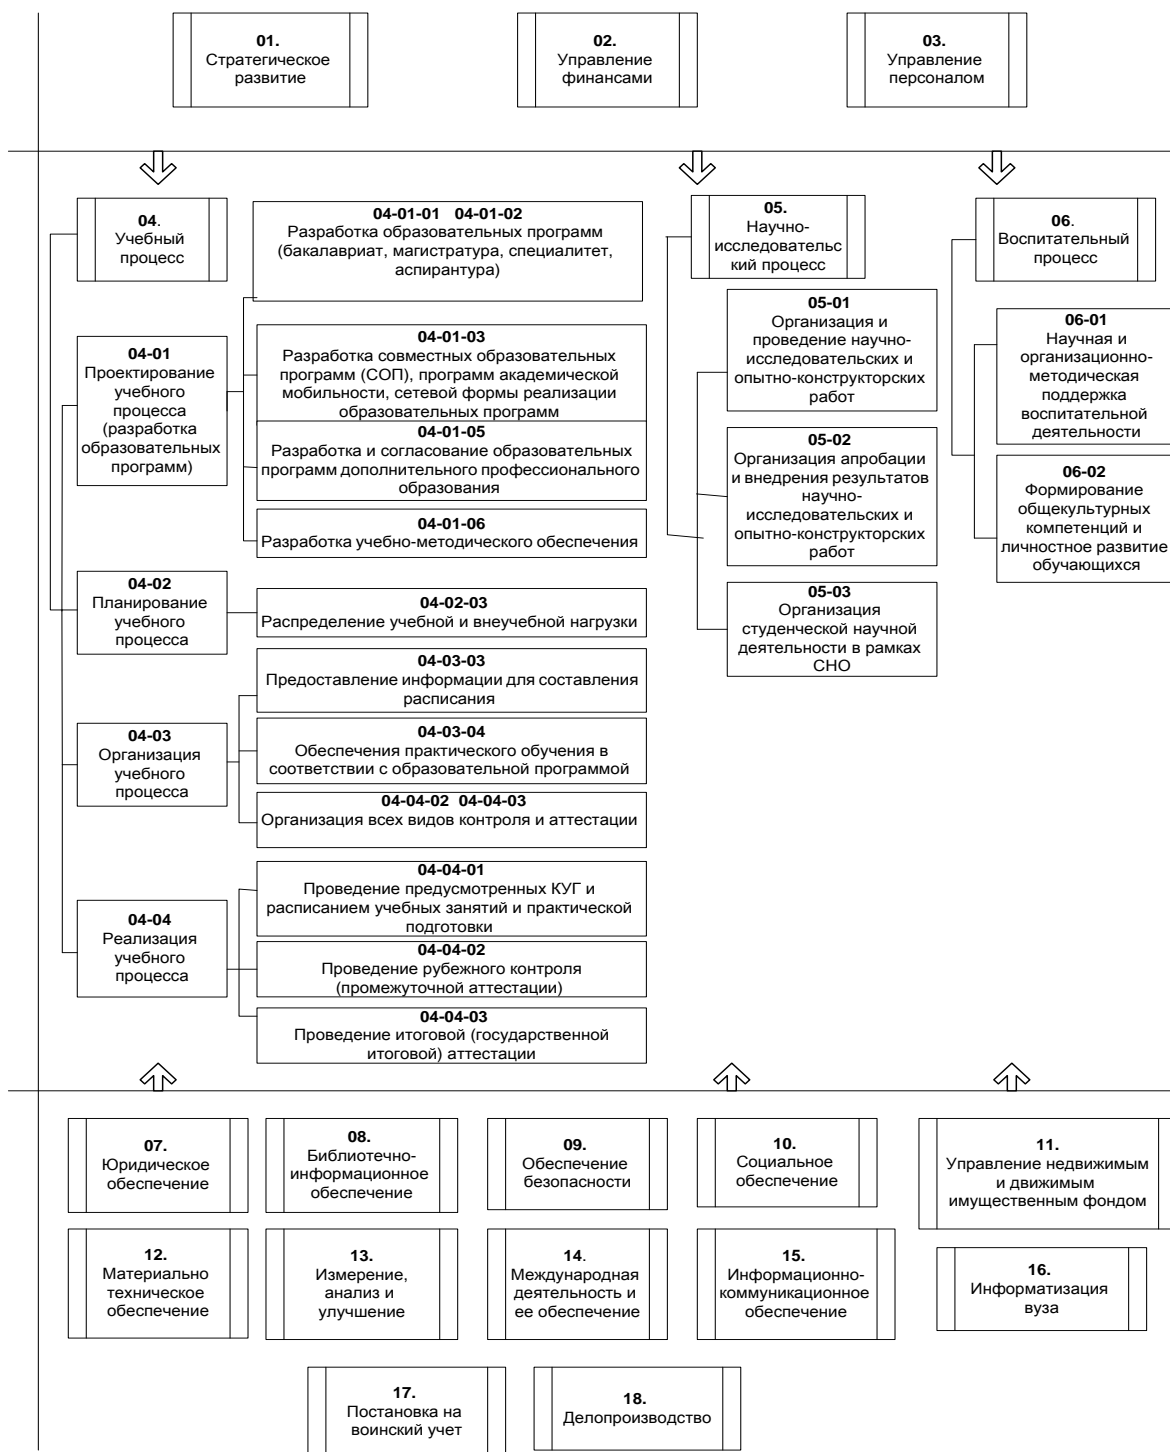 01.
Стратегическое
развитие
02.
Управление
финансами
03.
Управление
персоналом
04.
Учебный
процесс
04-01-01 04-01-02
Разработка образовательных программ
(бакалавриат, магистратура, специалитет,
аспирантура)
05.
Научно-
исследовательс
кий процесс
06.
Воспитательный
процесс
04-01
Проектирование
учебного
процесса
(разработка
образовательных
программ)
04-01-03
Разработка совместных образовательных
программ (СОП), программ академической
мобильности, сетевой формы реализации
образовательных программ
04-01-05
Разработка и согласование образовательных
программ дополнительного профессионального
образования
04-01-06
Разработка учебно-методического обеспечения
05-01
Организация и
проведение научно-
исследовательских и
опытно-конструкторских
работ
05-02
Организация апробации
и внедрения результатов
научно-
исследовательских и
опытно-конструкторских
работ
05-03
Организация
студенческой научной
деятельности в рамках
СНО
06-01
Научная и
организационно-
методическая
поддержка
воспитательной
деятельности
06-02
Формирование
общекультурных
компетенций и
личностное развитие
обучающихся
04-02
Планирование
учебного
процесса
04-02-03
Распределение учебной и внеучебной нагрузки
04-03
Организация
учебного
процесса
04-03-03
Предоставление информации для составления
расписания
04-03-04
Обеспечения практического обучения в
соответствии с образовательной программой
04-04-02 04-04-03
Организация всех видов контроля и аттестации
04-04
Реализация
учебного
процесса
04-04-01
Проведение предусмотренных КУГ и
расписанием учебных занятий и практической
подготовки
04-04-02
Проведение рубежного контроля
(промежуточной аттестации)
04-04-03
Проведение итоговой (государственной
итоговой) аттестации
07.
Юридическое
обеспечение
08.
Библиотечно-
информационное
обеспечение
09.
Обеспечение
безопасности
10.
Социальное
обеспечение
11.
Управление недвижимым
и движимым
имущественным фондом
12.
Материально
техническое
обеспечение
13.
Измерение,
анализ и
улучшение
14.
Международная
деятельность и
ее обеспечение
15.
Информационно-
коммуникационное
обеспечение
16.
Информатизация
вуза
17.
Постановка на
воинский учет
18.
Делопроизводство